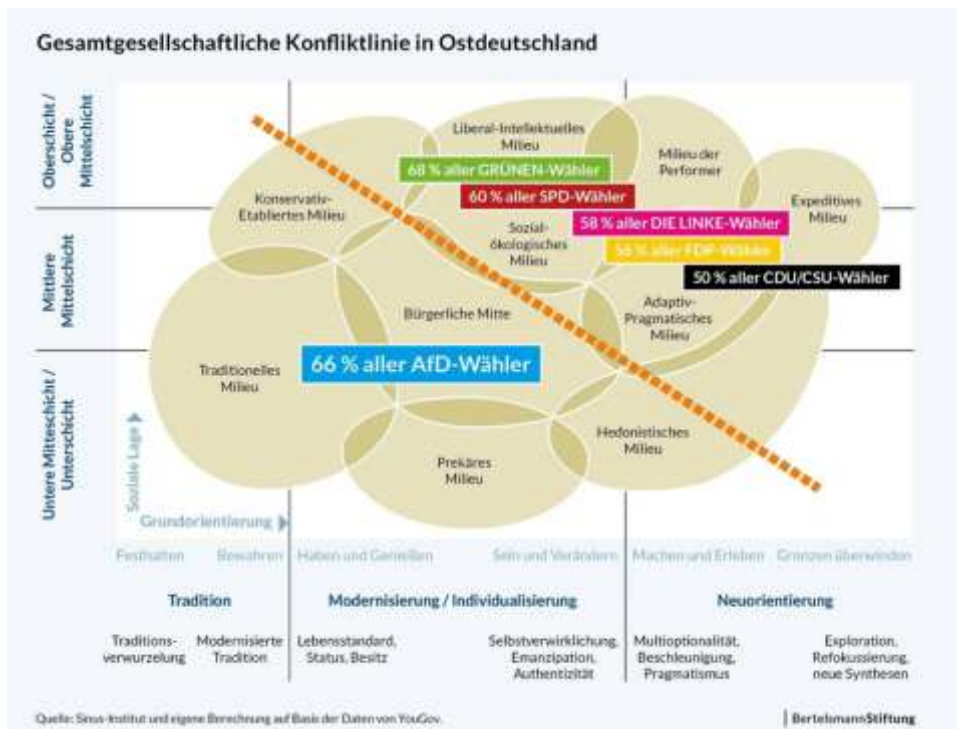 Gesamtgesellschaftliche Konfliktlinie in Ostdeutschland
Oberschicht /
Obere
Mittelschicht
Mittlere
Mittelschicht
Untere Mitteschicht /
Unterschicht
Liberal-Intellektuelles
Milieu
68 % aller GRÜNEN-Wähler
Milieu der
Performer
60 % aller SPD-Wähler
Konservativ-
Etabliertes Milieu
Expeditives
Milieu
58 % aller DIE LINKE-Wähler
Sozial-
ökologisches
Milieu
56 % aller FDP-Wähler
50 % aller CDU/CSU-Wähler
Bürgerliche Mitte
Adaptiv-
Pragmatisches
Milieu
66 % aller AfD-Wähler
Traditionelles
Milieu
Hedonistisches
Milieu
Prekäres
Milieu
Soziale Lage
Grundorientierung
Festhalten
Bewahren
Haben und Genießen
Sein und Verändern
Machen und Erleben
Grenzen überwinden
Tradition
Modernisierung / Individualisierung
Neuorientierung
Traditions-
verwurzelung
Modernisierte
Tradition
Lebensstandard,
Status, Besitz
Selbstverwirklichung,
Emanzipation,
Authentizität
Multioptionalität,
Beschleunigung,
Pragmatismus
Exploration,
Refokussierung,
neue Synthesen
Quelle: Sinus-Institut und eigene Berechnung auf Basis der Daten von YouGov.
BertelsmannStiftung